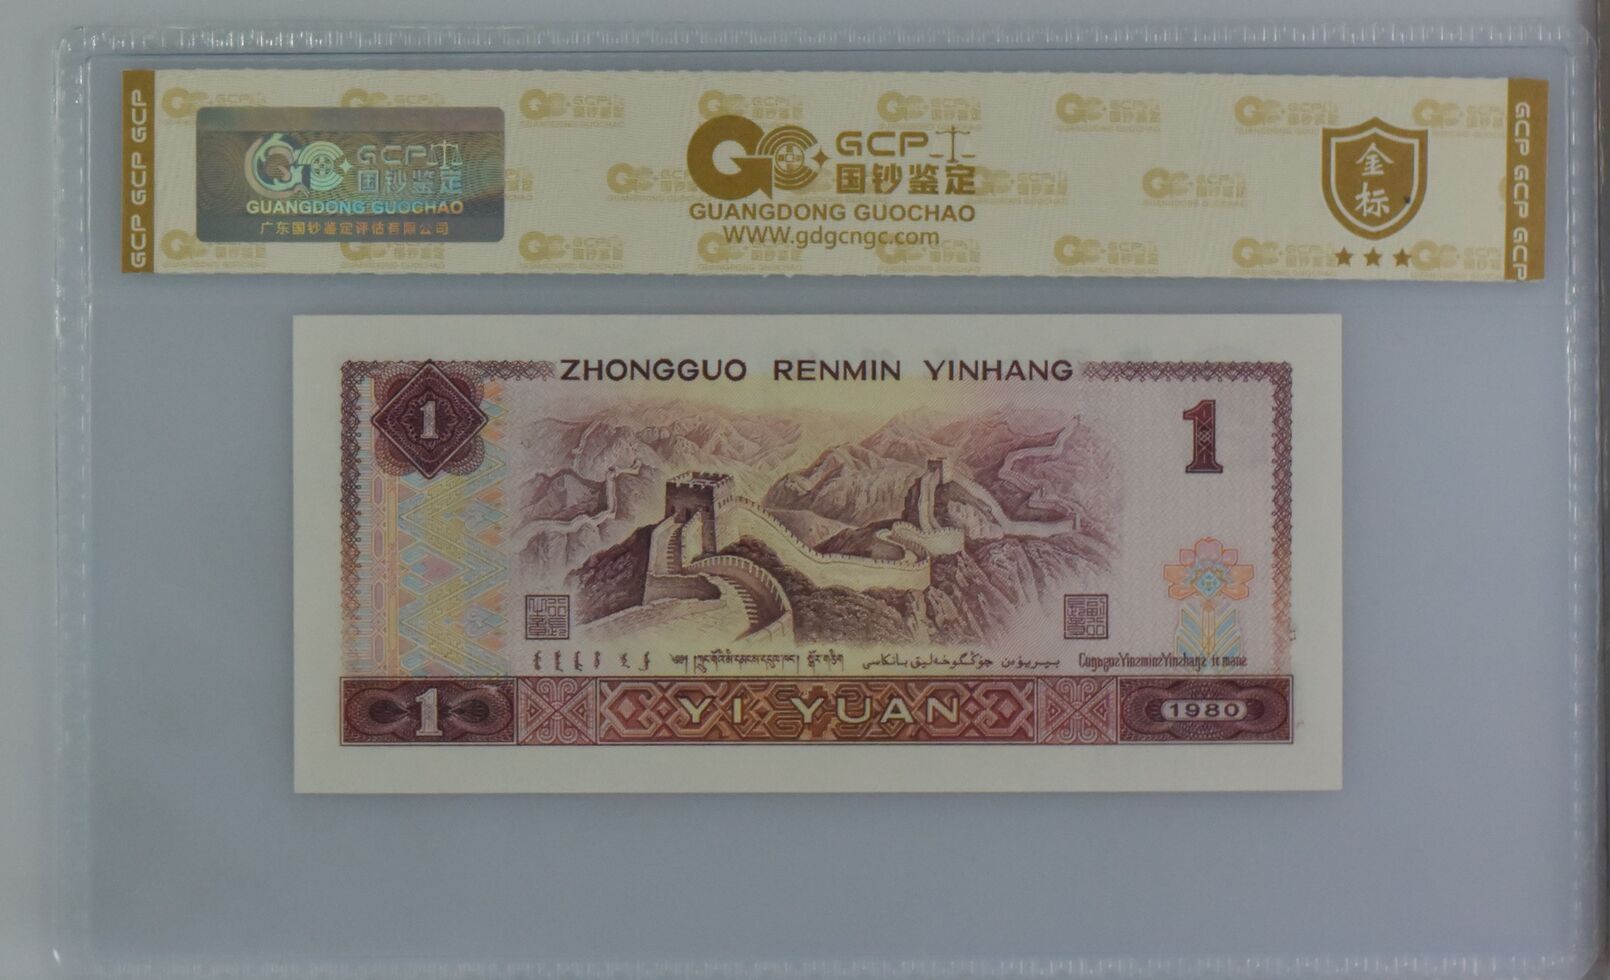 GCP GCP GCP
GCP
国钞鉴定
GUANGDONG GUOCHAO
广东国钞鉴定评估有限公司
GCP
国钞鉴定
GUANGDONG GUOCHAO
WWW.gdgcngc.com
金
标
GCP GCP GCP
ZHONGGUO RENMIN YINHANG
1
1
1
YI YUAN
1980